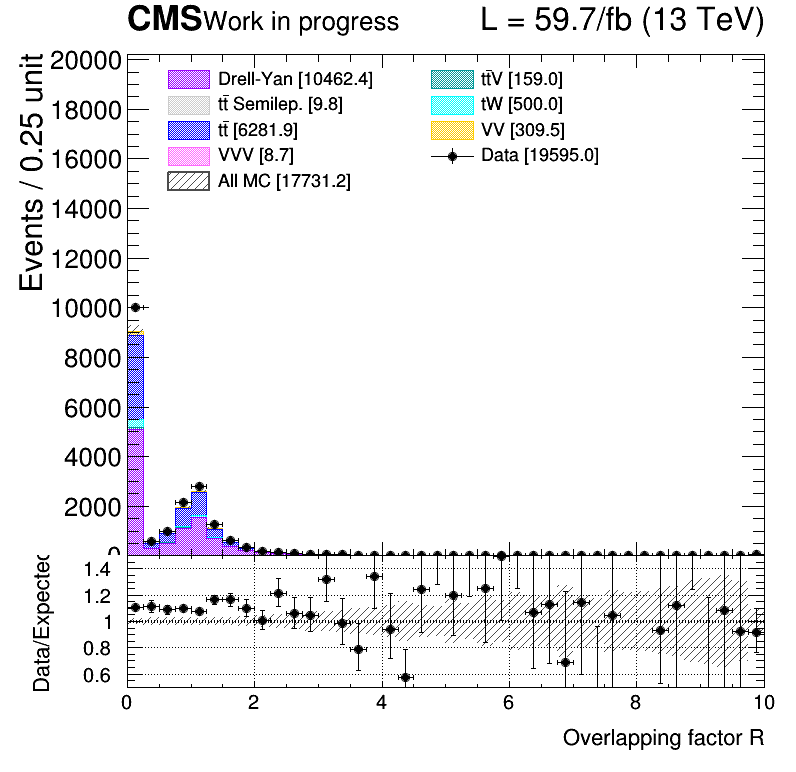 CMS Work in progress L = 59.7/fb (13 TeV)
Events / 0.25 unit
20000
18000
16000
14000
12000
10000
8000
6000
4000
2000
0
Drell-Yan [10462.4]
tt̄ Semilep. [9.8]
tt̄ [6281.9]
VVV [8.7]
All MC [17731.2]
tt̄V [159.0]
tW [500.0]
VV [309.5]
Data [19595.0]
Data/Expected
1.4
1.2
1
0.8
0.6
0 2 4 6 8 10
Overlapping factor R